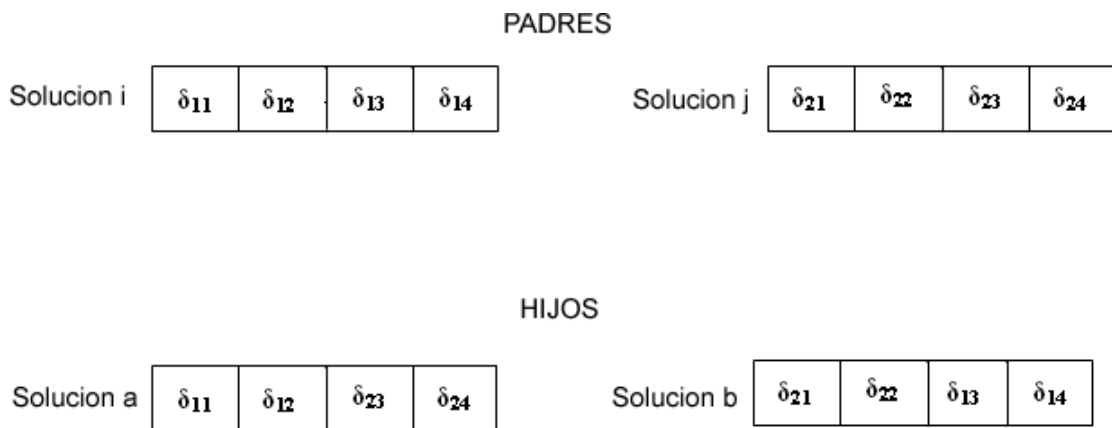 PADRES
Solucion i δ11 δ12 δ13 δ14 Solucion j δ21 δ22 δ23 δ24
HIJOS
Solucion a δ11 δ12 δ23 δ24 Solucion b δ21 δ22 δ13 δ14